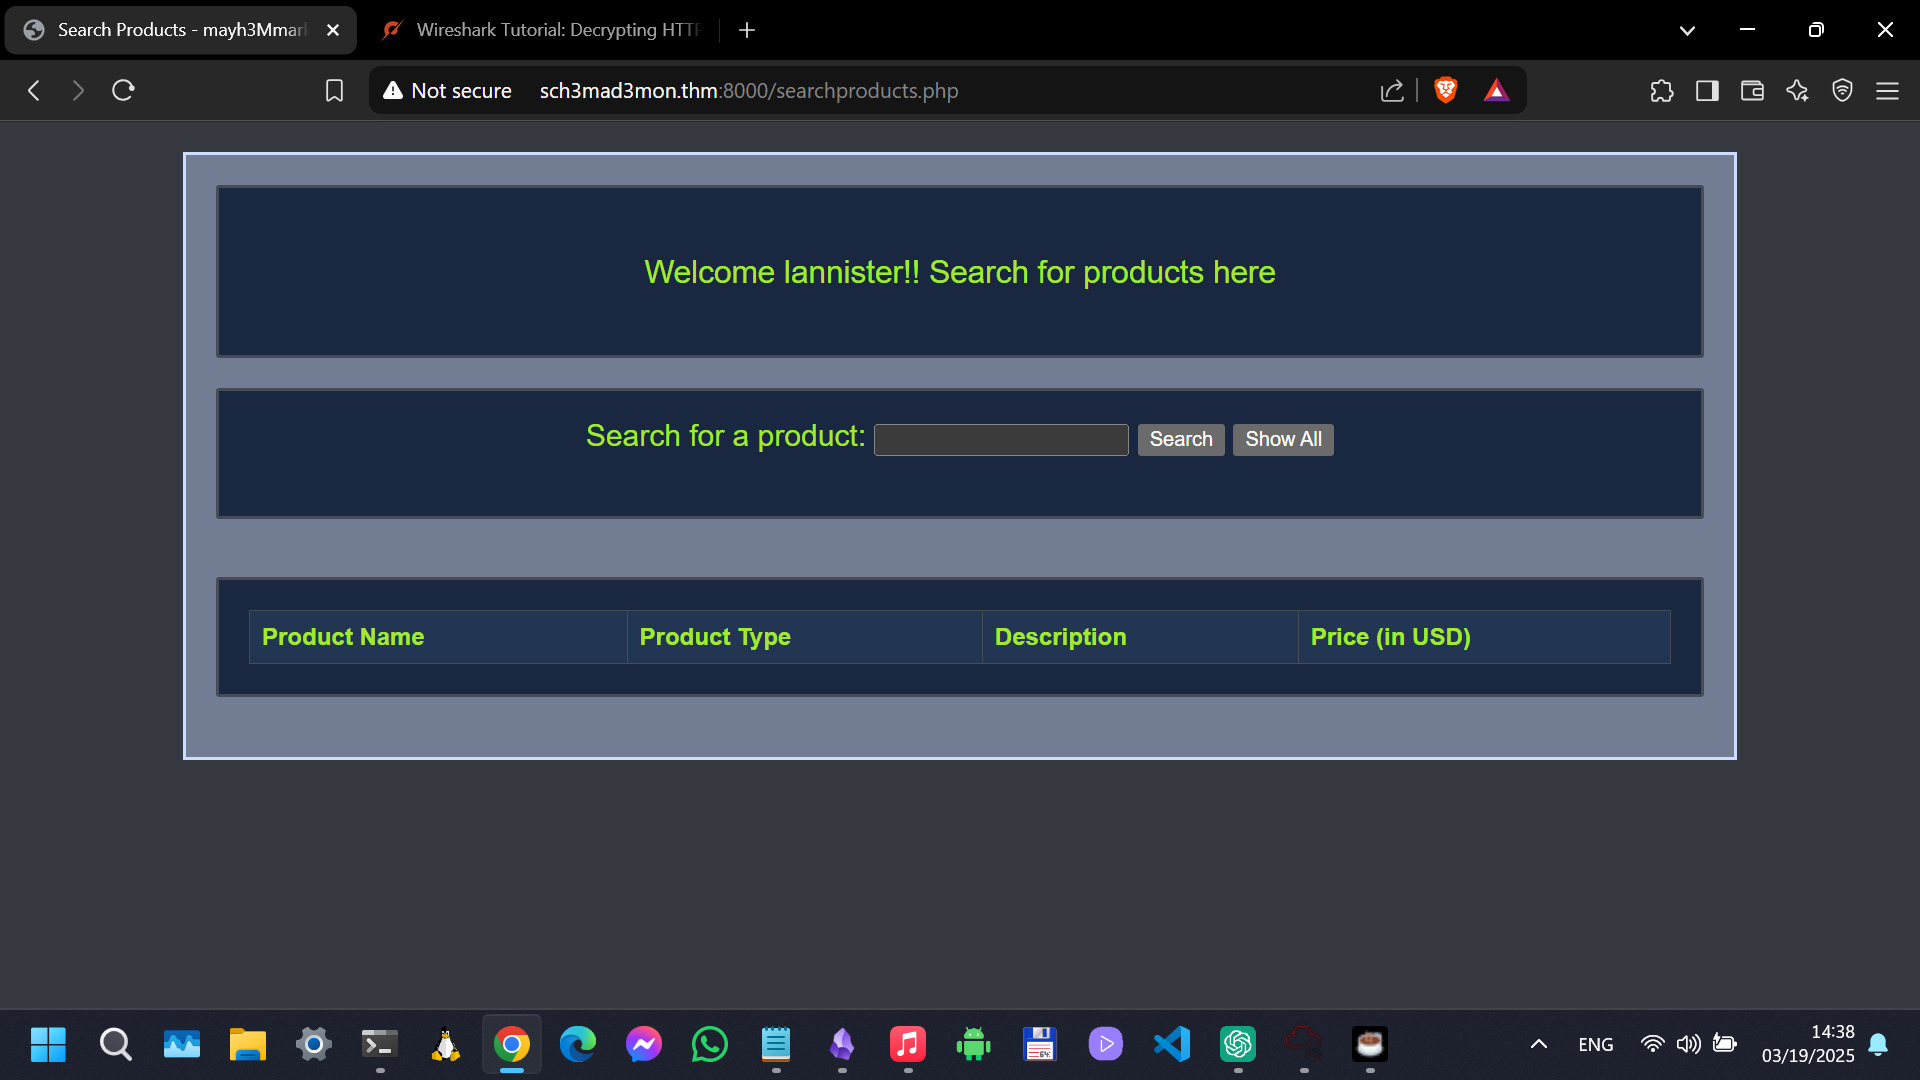 Search Products - mayh3Mmar
Wireshark Tutorial: Decrypting HTTP
Not secure
sch3mad3mon.thm:8000/searchproducts.php
Welcome lannister!! Search for products here
Search for a product:
Search
Show All
Product Name
Product Type
Description
Price (in USD)
64
ENG
14:38
03/19/2025